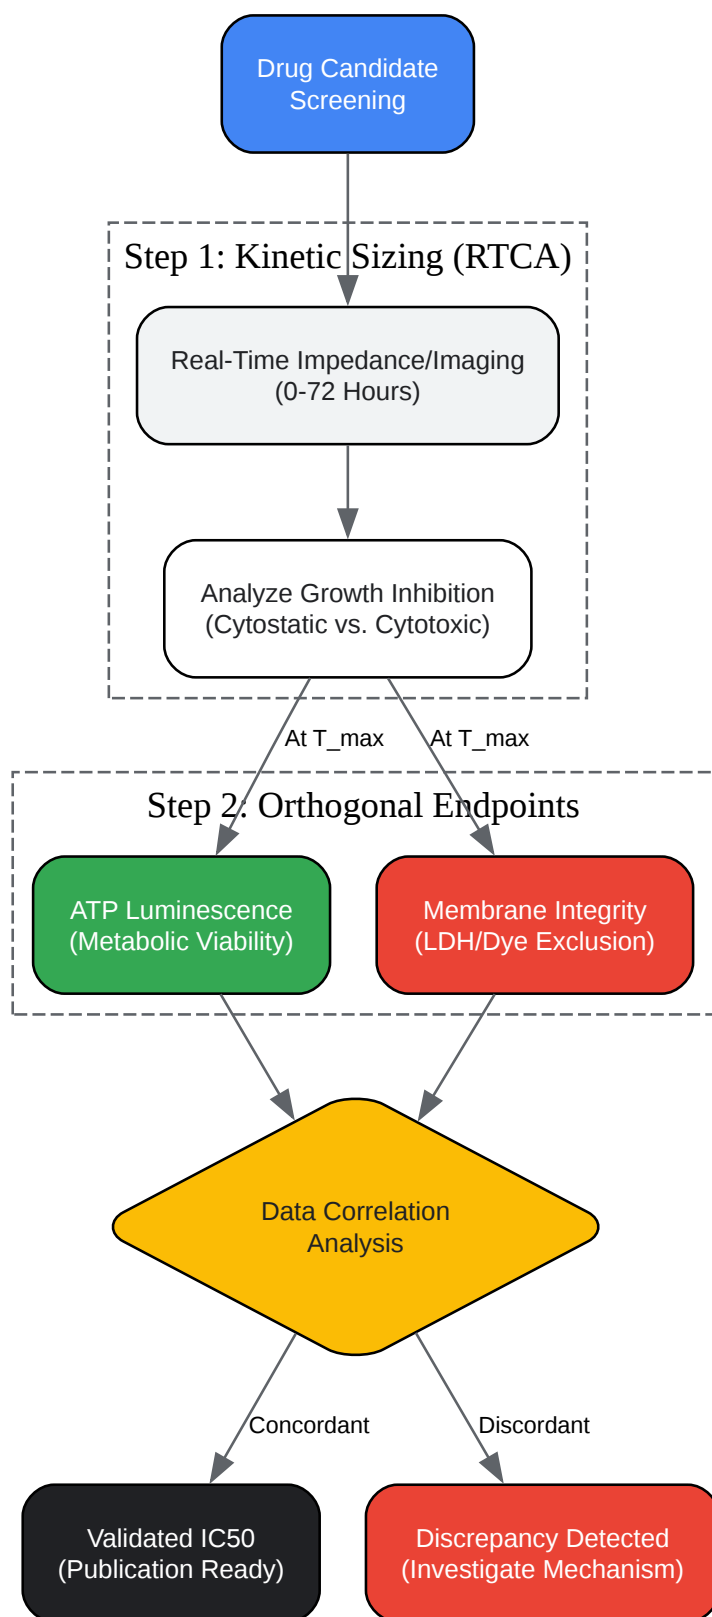 Drug Candidate
Screening
Step 1: Kinetic Sizing (RTCA)
Real-Time Impedance/Imaging
(0-72 Hours)
Analyze Growth Inhibition
(Cytostatic vs. Cytotoxic)
At T_max
At T_max
Step 2: Orthogonal Endpoints
ATP Luminescence
(Metabolic Viability)
Membrane Integrity
(LDH/Dye Exclusion)
Data Correlation
Analysis
Concordant
Discordant
Validated IC50
(Publication Ready)
Discrepancy Detected
(Investigate Mechanism)